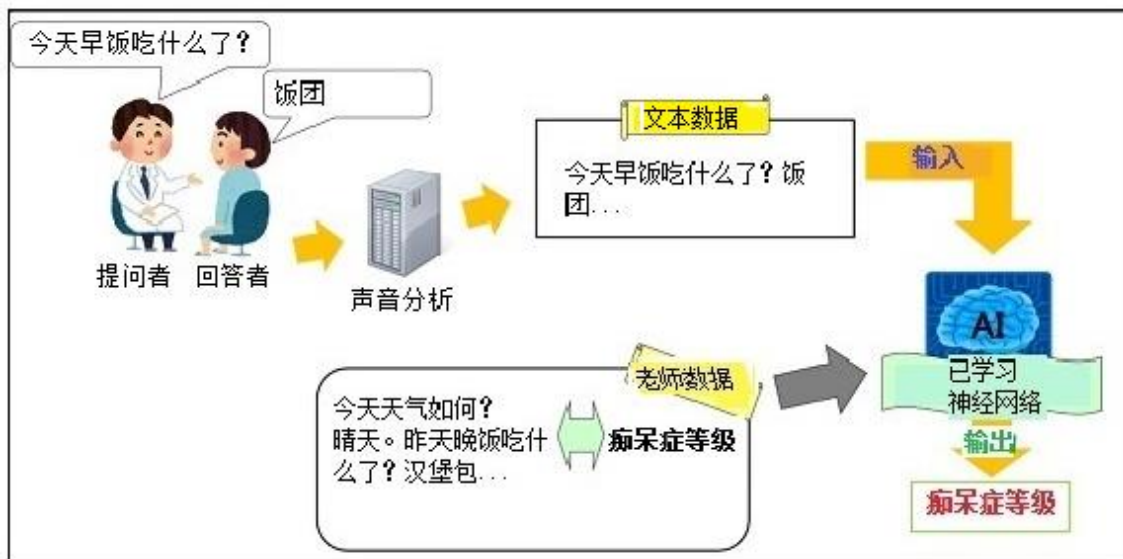 今天早饭吃什么了？
饭团
提问者
回答者
声音分析
文本数据
今天早饭吃什么了？饭
团...
输入
AI
已学习
神经网络
输出
痴呆症等级
老师数据
今天天气如何？
晴天。昨天晚饭吃什
么了？汉堡包...
痴呆症等级